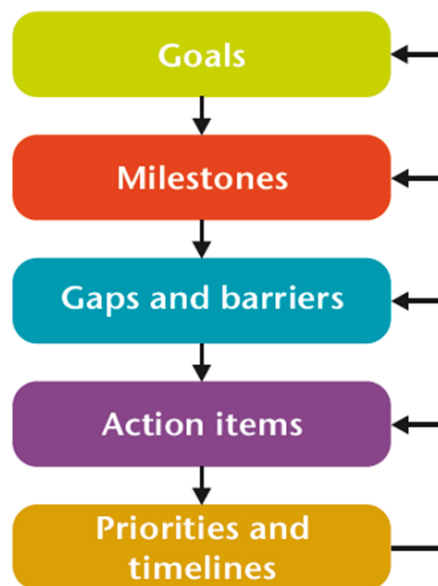 Goals
Milestones
Gaps and barriers
Action items
Priorities and
timelines